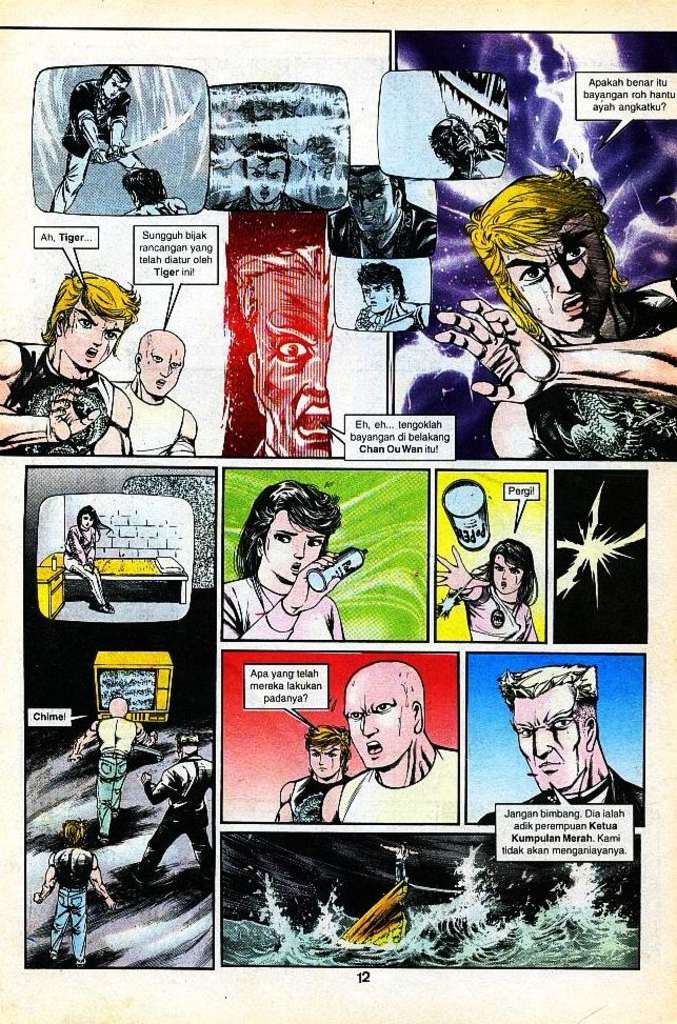 Ah, Tiger...
Sungguh bijak
rancangan yang
telah diatur oleh
Tiger ini!
Eh, eh... tengoklah
bayangan di belakang
Chan Ou Wan itu!
Apakah benar itu
bayangan roh hantu
ayah angkatku?
Chime!
Pergi!
Apa yang telah
mereka lakukan
padanya?
Jangan bimbang. Dia ialah
adik perempuan Ketua
Kumpulan Merah. Kami
tidak akan menganiayanya.
12